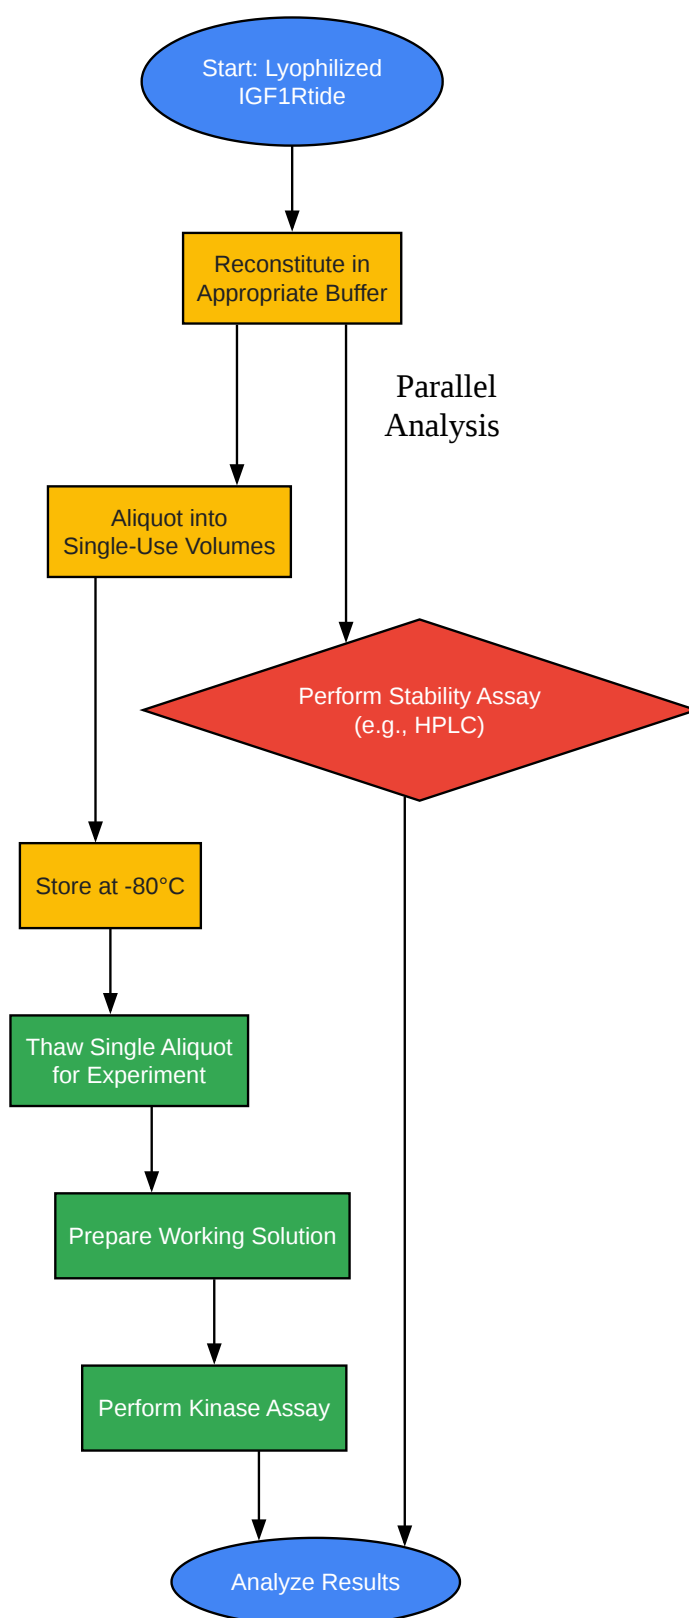 Start: Lyophilized
IGF1Rtide
Reconstitute in
Appropriate Buffer
Parallel
Analysis
Aliquot into
Single-Use Volumes
Perform Stability Assay
(e.g., HPLC)
Store at -80°C
Thaw Single Aliquot
for Experiment
Prepare Working Solution
Perform Kinase Assay
Analyze Results